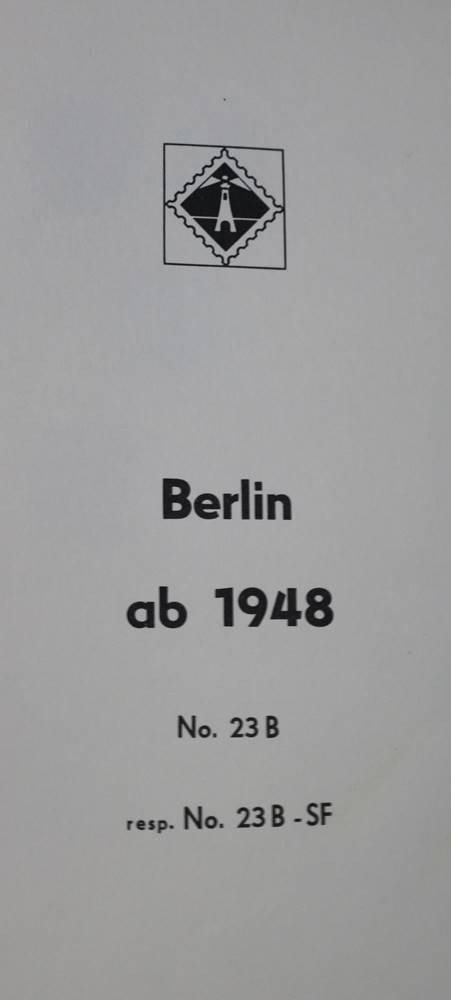 Berlin
ab 1948
No. 23 B
resp. No. 23 B - SF